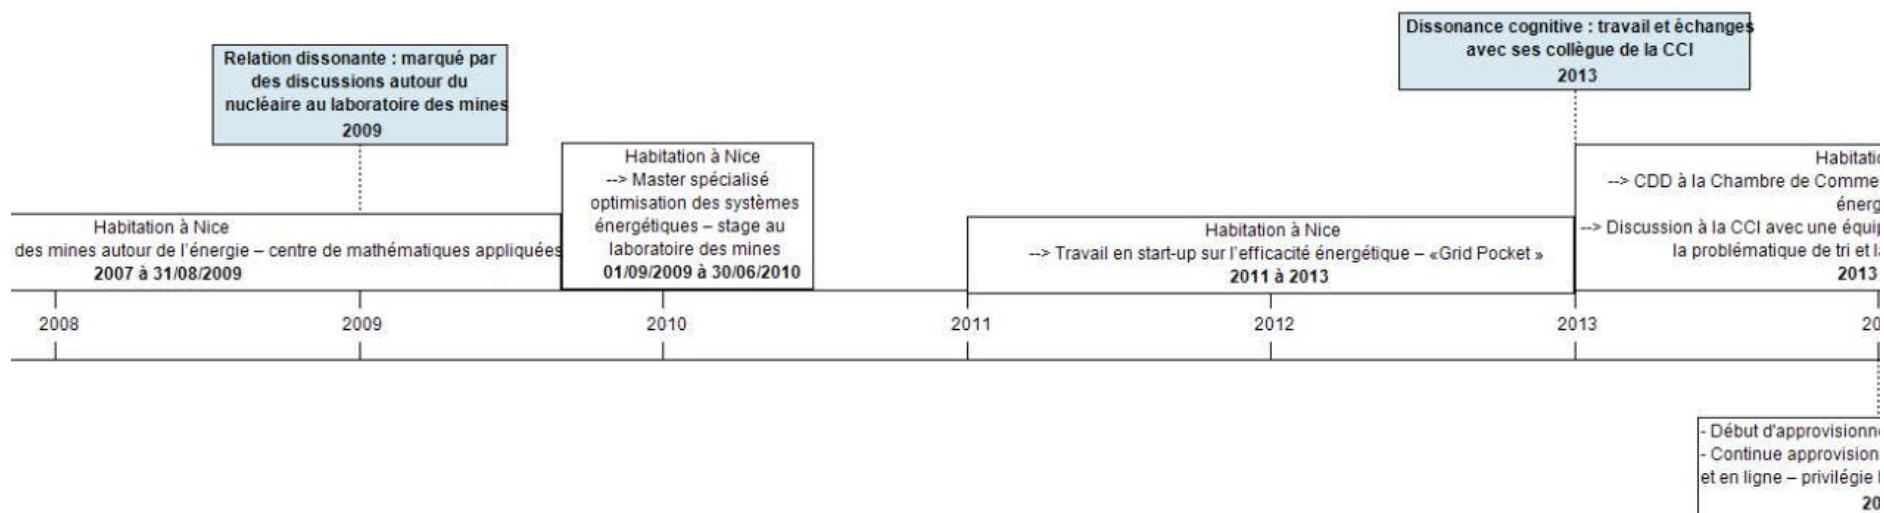 Relation dissonante : marqué par
des discussions autour du
nucléaire au laboratoire des mines
2009
Dissonance cognitive : travail et échanges
avec ses collègue de la CCI
2013
Habitation à Nice
des mines autour de l'énergie – centre de mathématiques appliquées
2007 à 31/08/2009
Habitation à Nice
--> Master spécialisé
optimisation des systèmes
énergétiques – stage au
laboratoire des mines
01/09/2009 à 30/06/2010
Habitation à Nice
--> Travail en start-up sur l'efficacité énergétique – «Grid Pocket »
2011 à 2013
--> CDD à la Chambre de
--> Discussion à la CCI avec une
la problématique de tri et
2013
2008
2009
2010
2011
2012
2013
- Début
- Continue
et en ligne – privilégie